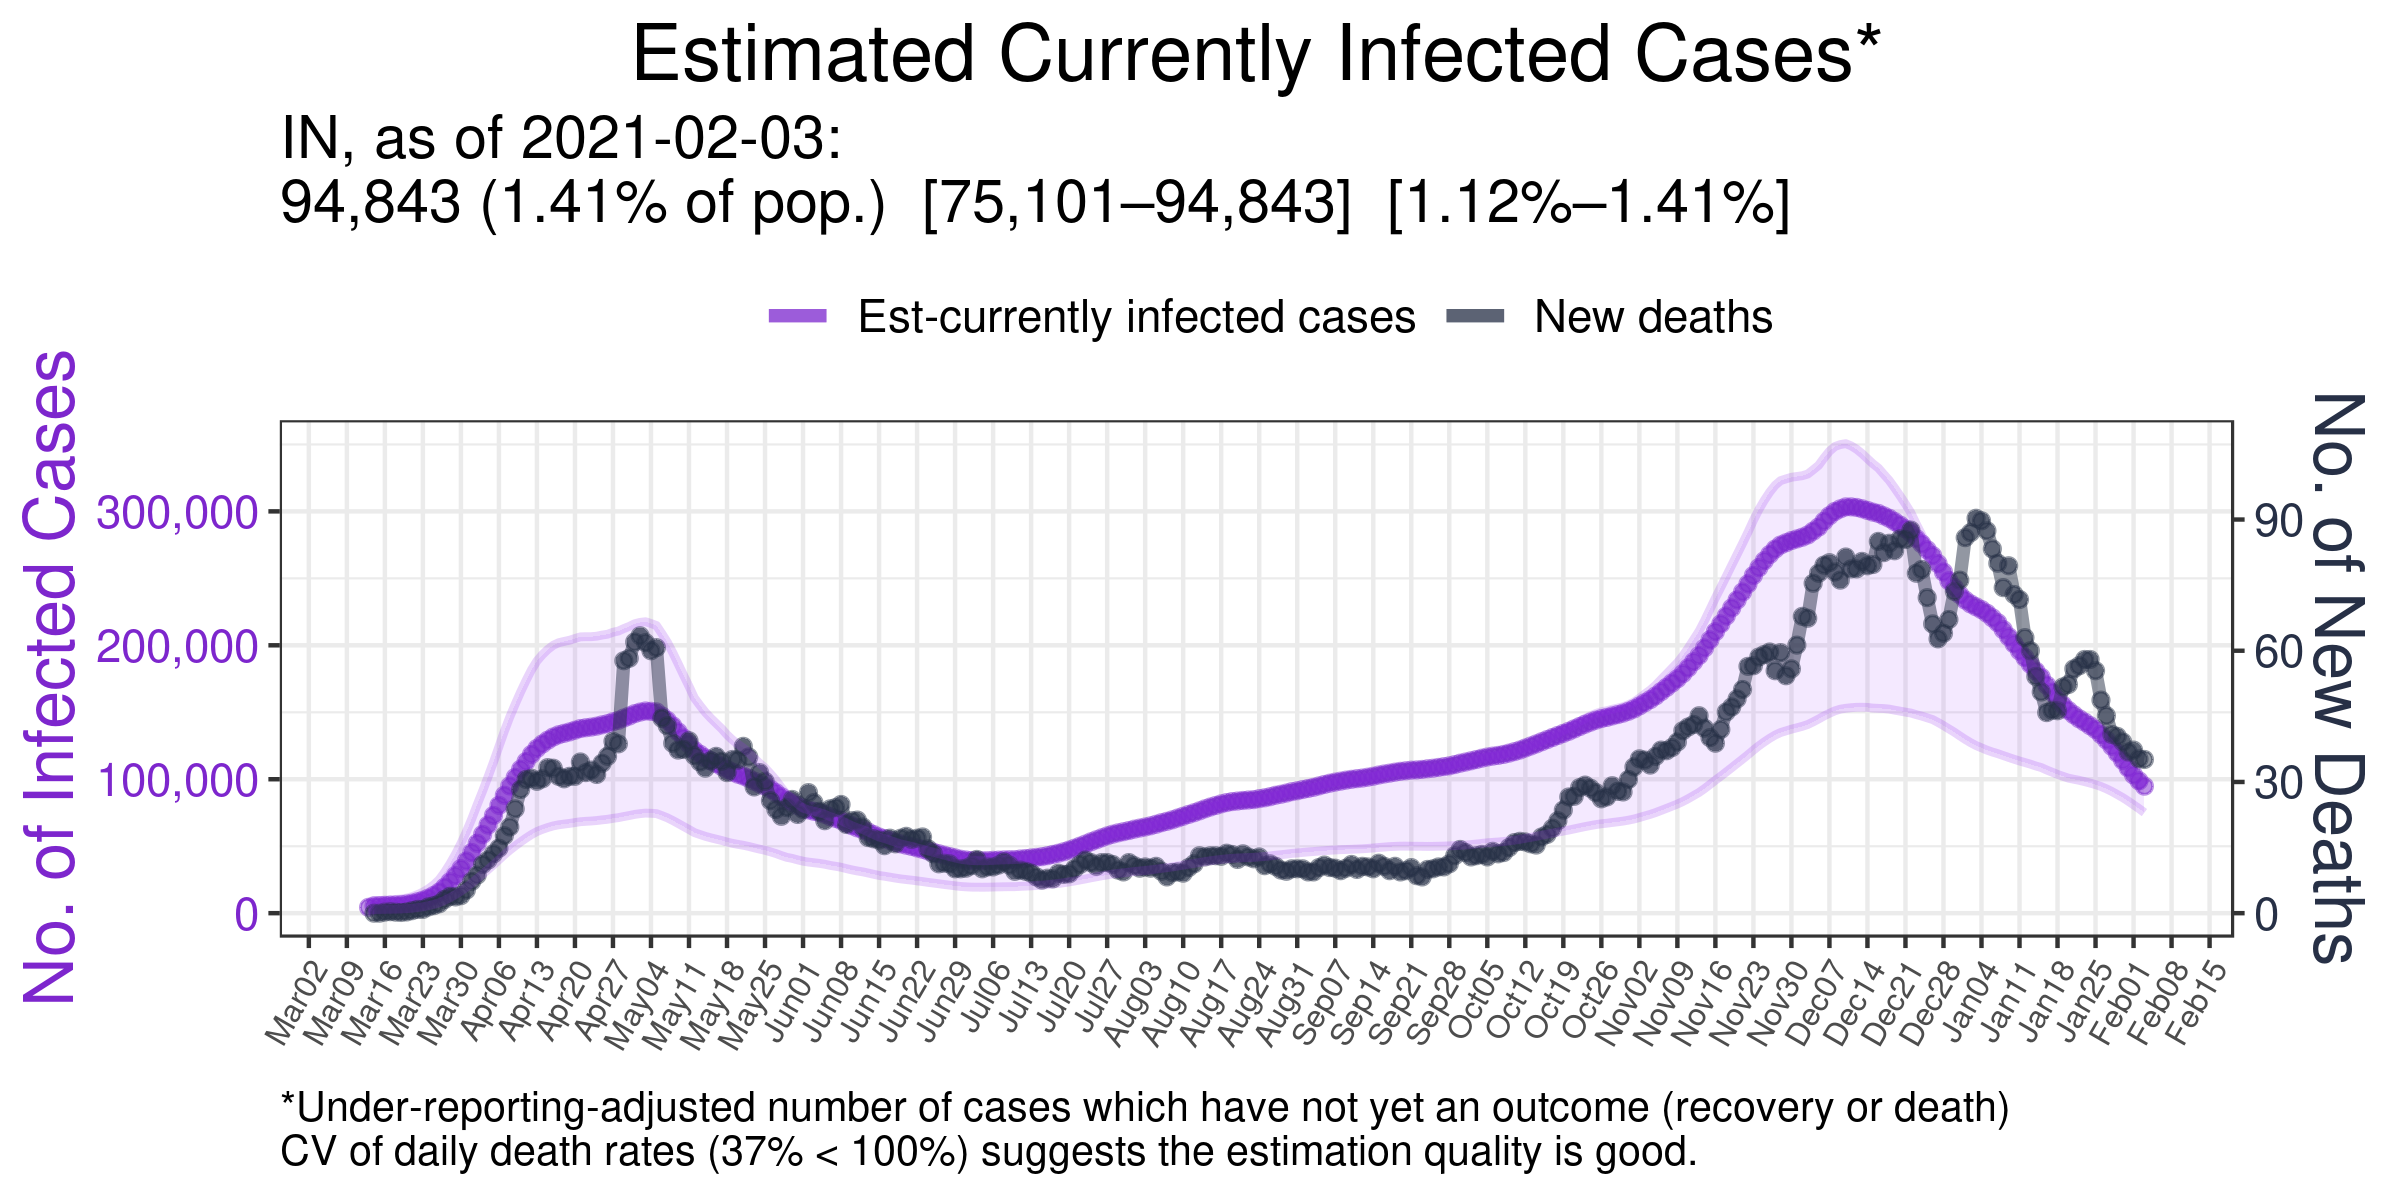 Estimated Currently Infected Cases*
IN, as of 2021-02-03:
94,843 (1.41% of pop.) [75,101–94,843] [1.12%–1.41%]
Est-currently infected cases New deaths
No. of Infected Cases
300,000
200,000
100,000
0
90
60
30
0
No. of New Deaths
Mar02 Mar09 Mar16 Mar23 Mar30 Apr06 Apr13 Apr20 Apr27 May04 May11 May18 May25 Jun01 Jun08 Jun15 Jun22 Jun29 Jul06 Jul13 Jul20 Jul27 Aug03 Aug10 Aug17 Aug24 Aug31 Sep07 Sep14 Sep21 Sep28 Oct05 Oct12 Oct19 Oct26 Nov02 Nov09 Nov16 Nov23 Nov30 Dec07 Dec14 Dec21 Dec28 Jan04 Jan11 Jan18 Jan25 Feb01 Feb08 Feb15
*Under-reporting-adjusted number of cases which have not yet an outcome (recovery or death)
CV of daily death rates (37% < 100%) suggests the estimation quality is good.